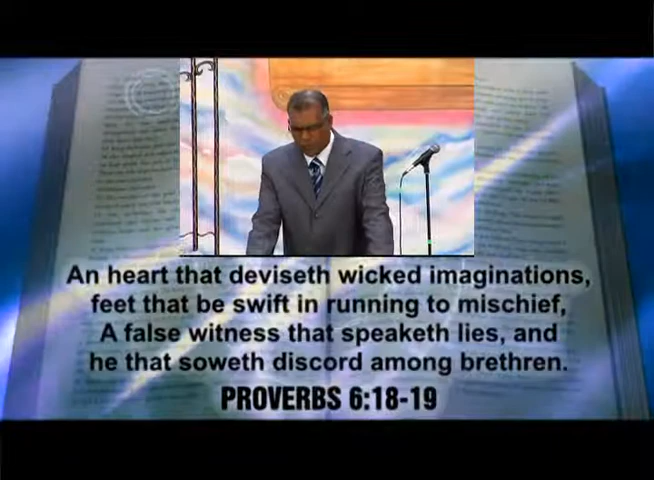 An heart that deviseth wicked imaginations,
feet that be swift in running to mischief,
A false witness that speaketh lies, and
he that soweth discord among brethren.
PROVERBS 6:18-19